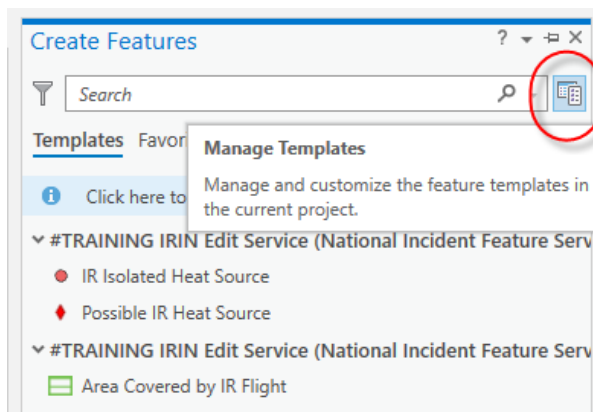 Create Features
?
Search
Templates Favor
Manage Templates
Manage and customize the feature templates in
the current project.
Click here to
#TRAINING IRIN Edit Service (National Incident Feature Serv
IR Isolated Heat Source
Possible IR Heat Source
#TRAINING IRIN Edit Service (National Incident Feature Serv
Area Covered by IR Flight